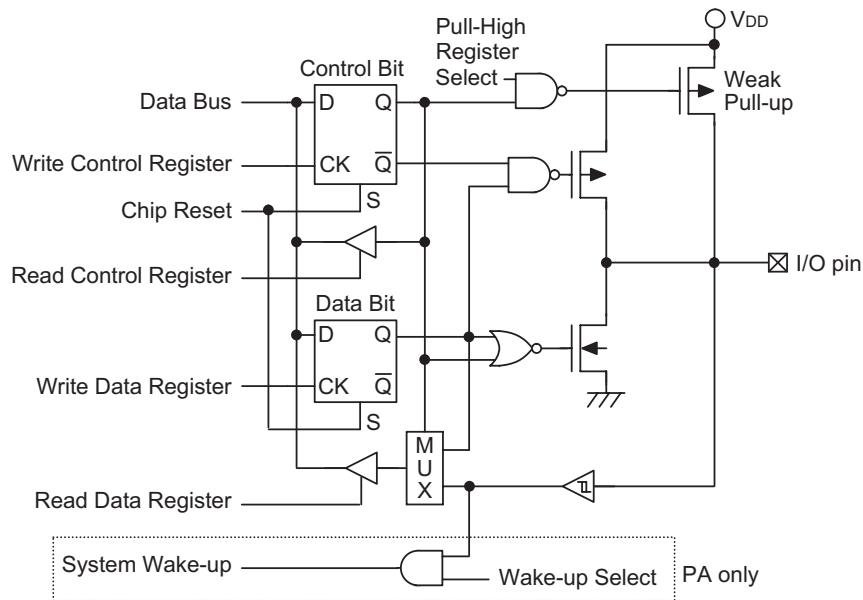 VDD
Pull-High
Register
Select
Control Bit
Weak
Pull-up
Data Bus
D
Q
Write Control Register
CK
Q̅
Chip Reset
S
I/O pin
Read Control Register
Data Bit
D
Q
Write Data Register
CK
Q̅
S
M
U
X
Read Data Register
System Wake-up
Wake-up Select
PA only